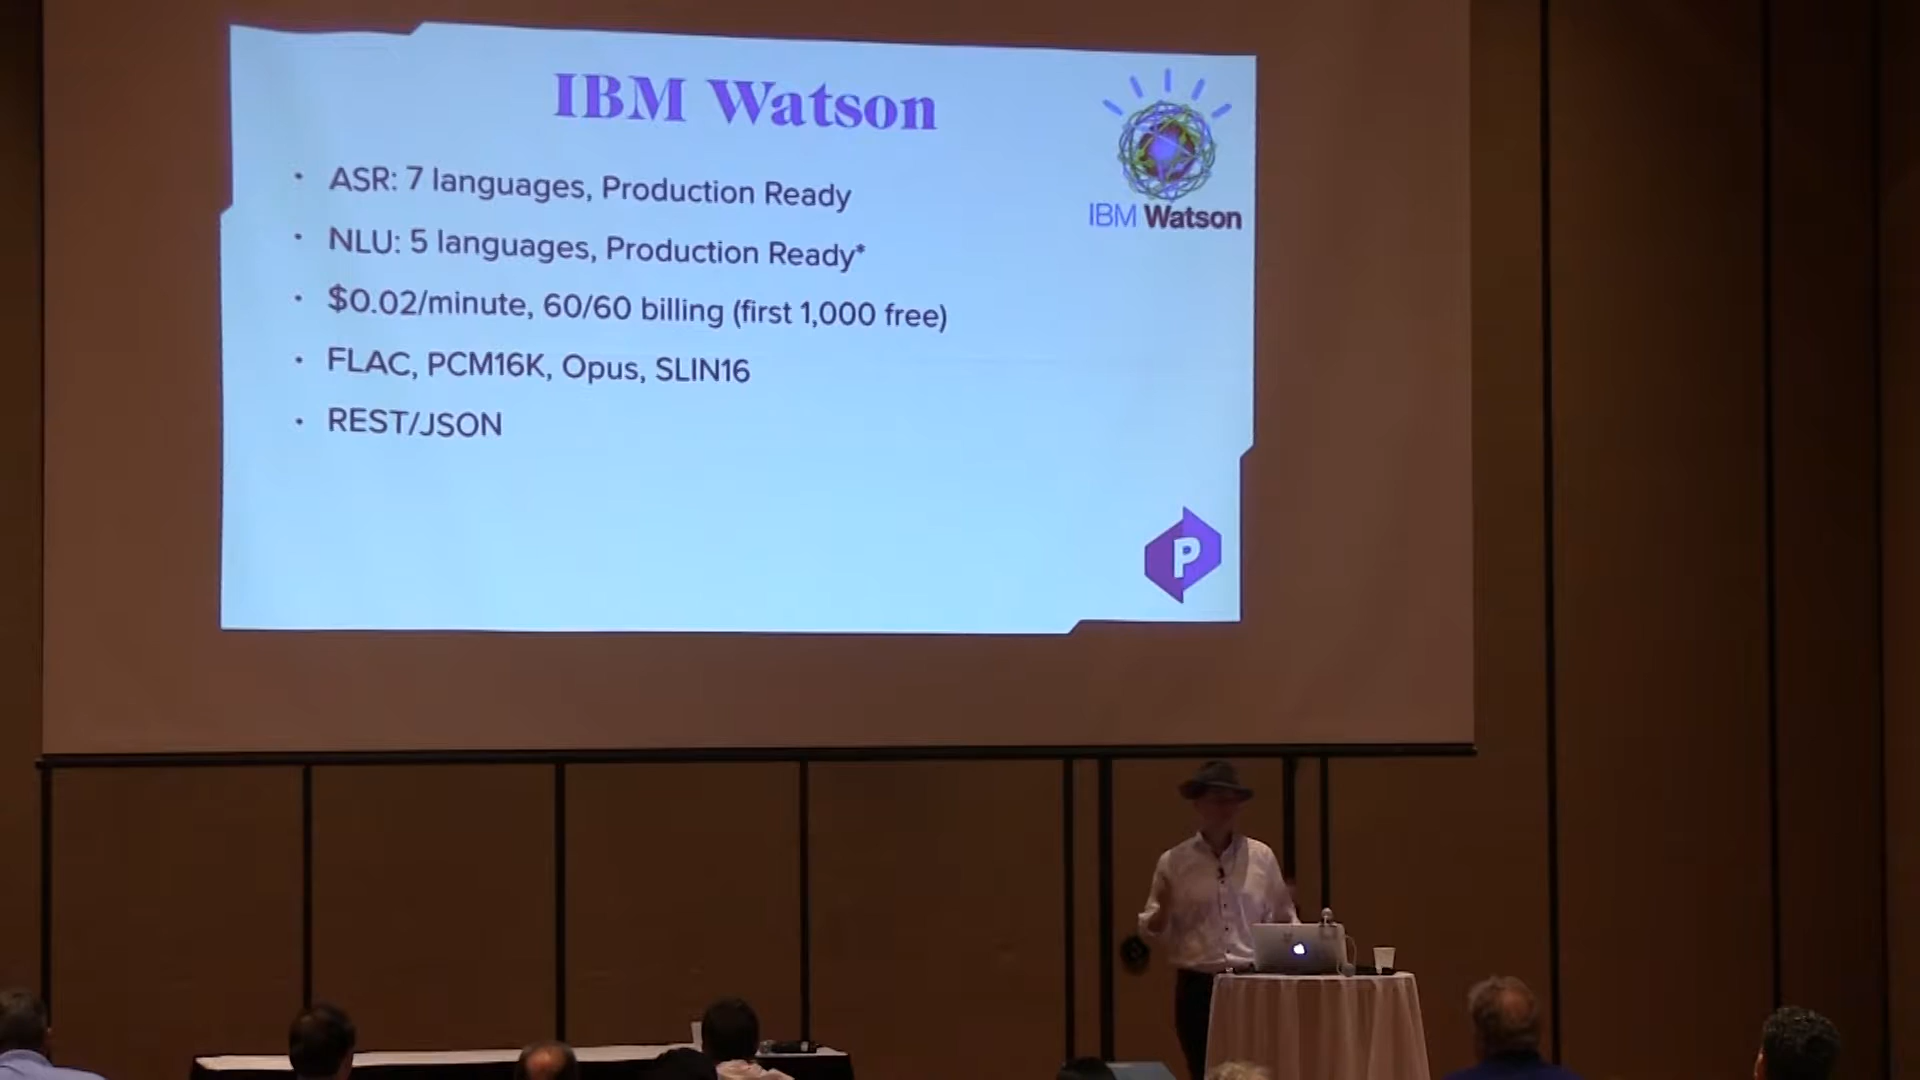 IBM Watson
ASR: 7 languages, Production Ready
NLU: 5 languages, Production Ready*
$0.02/minute, 60/60 billing (first 1,000 free)
FLAC, PCM16K, Opus, SLIN16
REST/JSON
IBM Watson
P